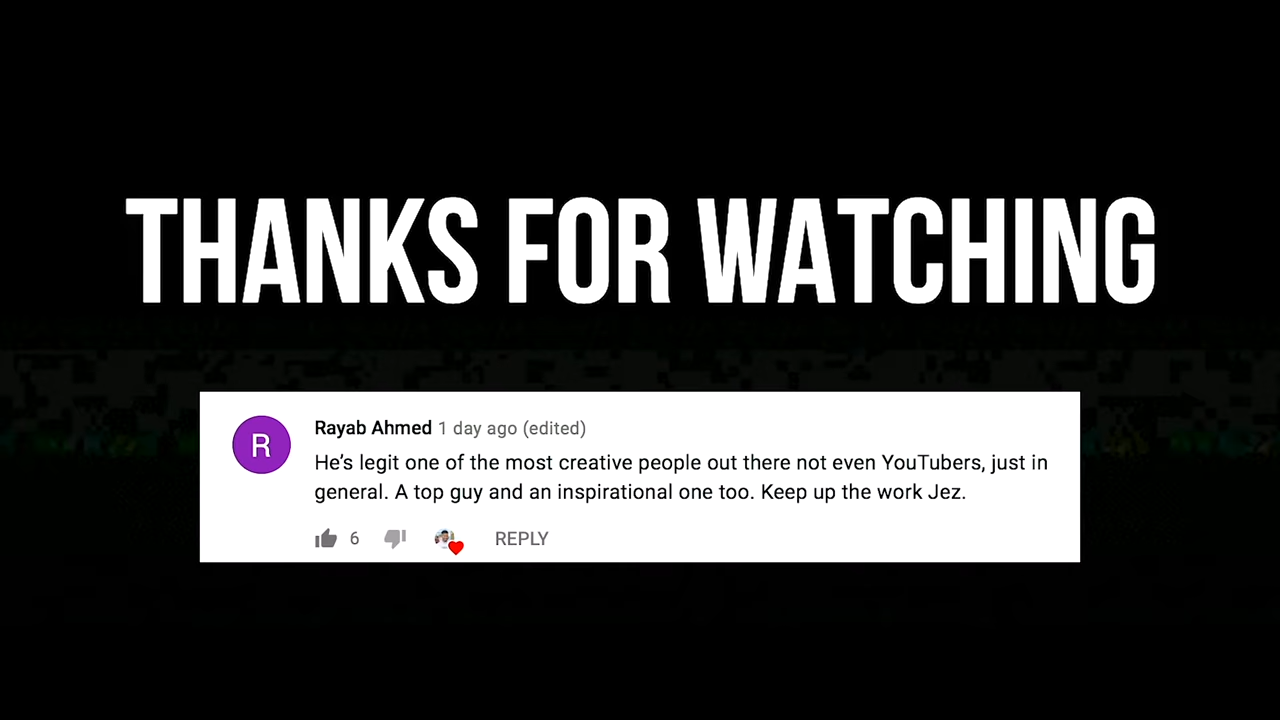 THANKS FOR WATCHING
R
Rayab Ahmed 1 day ago (edited)
He’s legit one of the most creative people out there not even YouTubers, just in
general. A top guy and an inspirational one too. Keep up the work Jez.
6 REPLY